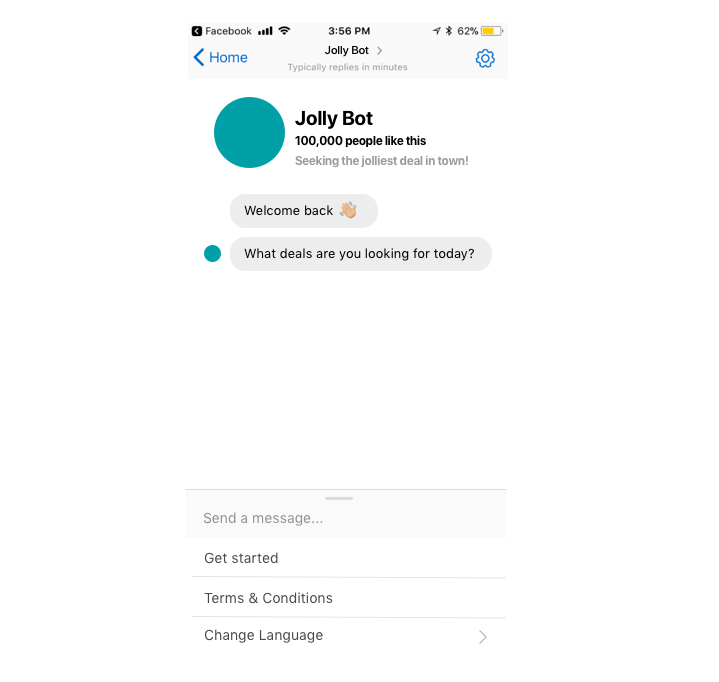 Facebook 3:56 PM 62%
Home Jolly Bot
Typically replies in minutes
Jolly Bot
100,000 people like this
Seeking the jolliest deal in town!
Welcome back 👋🏼
What deals are you looking for today?
Send a message...
Get started
Terms & Conditions
Change Language